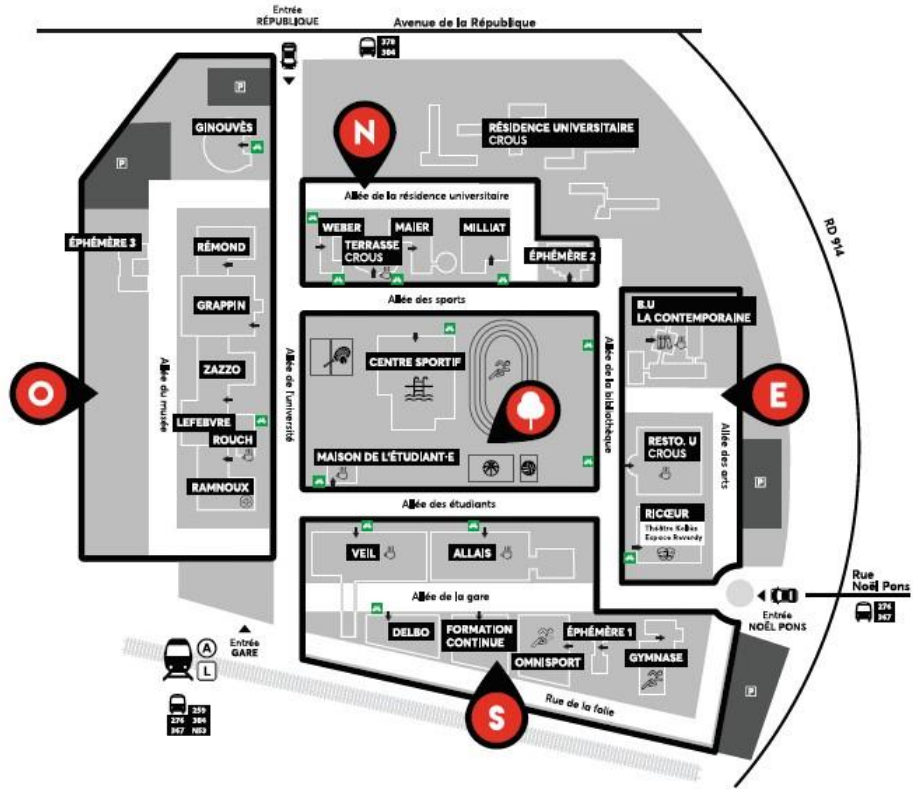 Entrée
RÉPUBLIQUE
Avenue de la République
378
304
P
GINOUVÈS
N
RÉSIDENCE UNIVERSITAIRE
CROUS
P
Allée de la résidence universitaire
WEBER
MAIER
MILLIAT
TERRASSE
CROUS
ÉPHÉMÈRE 2
RD 914
ÉPHÉMÈRE 3
RÉMOND
GRAPPIN
Allée des sports
B.U
LA CONTEMPORAINE
CENTRE SPORTIF
ZAZZO
O
Allée du musée
Allée de l'université
Allée de la bibliothèque
E
LEFEBVRE
ROUCH
MAISON DE L'ÉTUDIANT·E
RESTO. U
CROUS
Allée des arts
RAMNOUX
P
Allée des étudiants
RICŒUR
Théâtre Koltès
Espace Reverdy
VEIL
ALLAIS
Rue
Noël Pons
276
367
Entrée
NOËL PONS
Allée de la gare
Entrée
GARE
DELBO
FORMATION
CONTINUE
ÉPHÉMÈRE 1
OMNISPORT
GYMNASE
A
L
P
Rue de la folie
S
259
276 304
367 N53